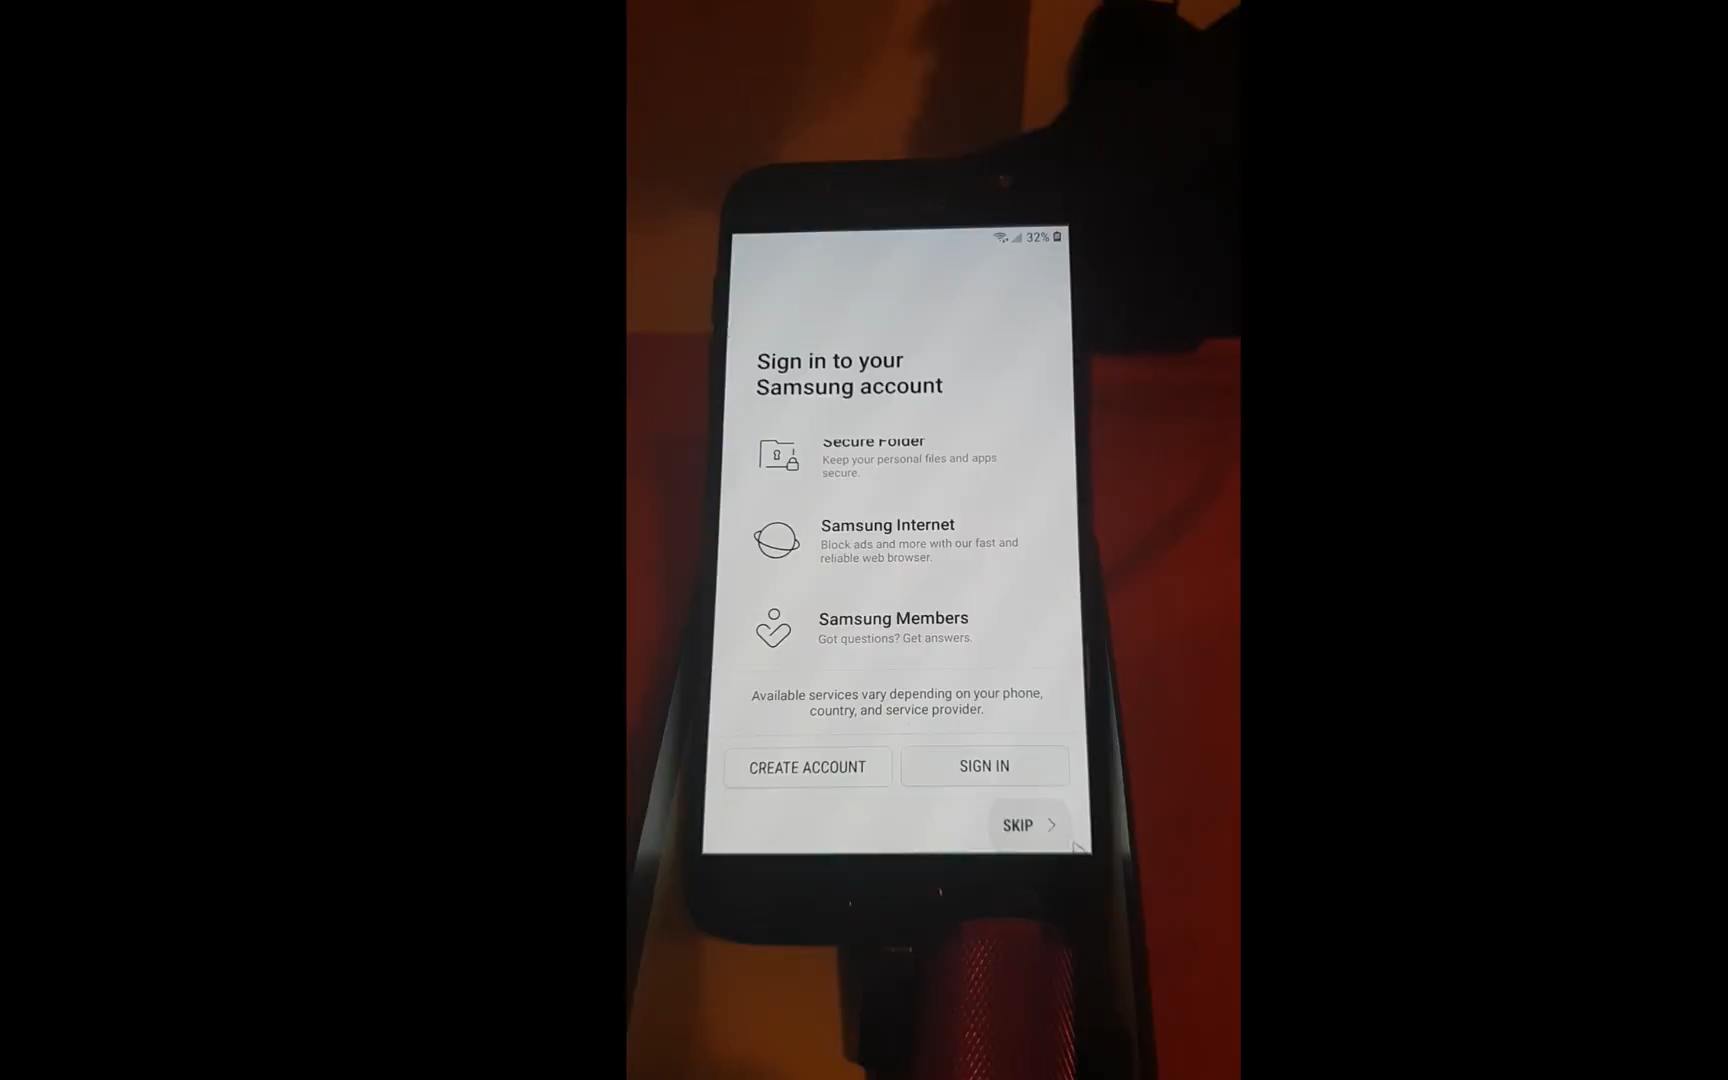 32%
Sign in to your
Samsung account
Secure Folder
Keep your personal files and apps
secure.
Samsung Internet
Block ads and more with our fast and
reliable web browser.
Samsung Members
Got questions? Get answers.
Available services vary depending on your phone,
country, and service provider.
CREATE ACCOUNT
SIGN IN
SKIP